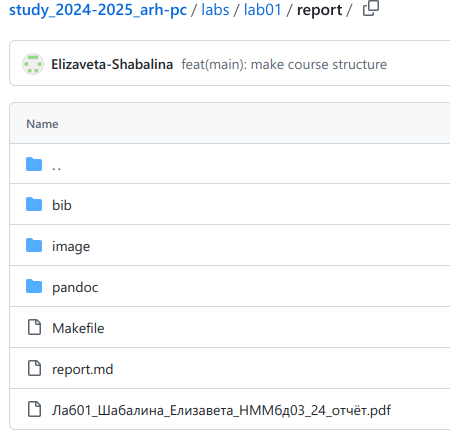 study_2024-2025_arh-pc / labs / lab01 / report /
Elizaveta-Shabalina feat(main): make course structure
Name
..
bib
image
pandoc
Makefile
report.md
Лаб01_Шабалина_Елизавета_НММбд03_24_отчёт.pdf